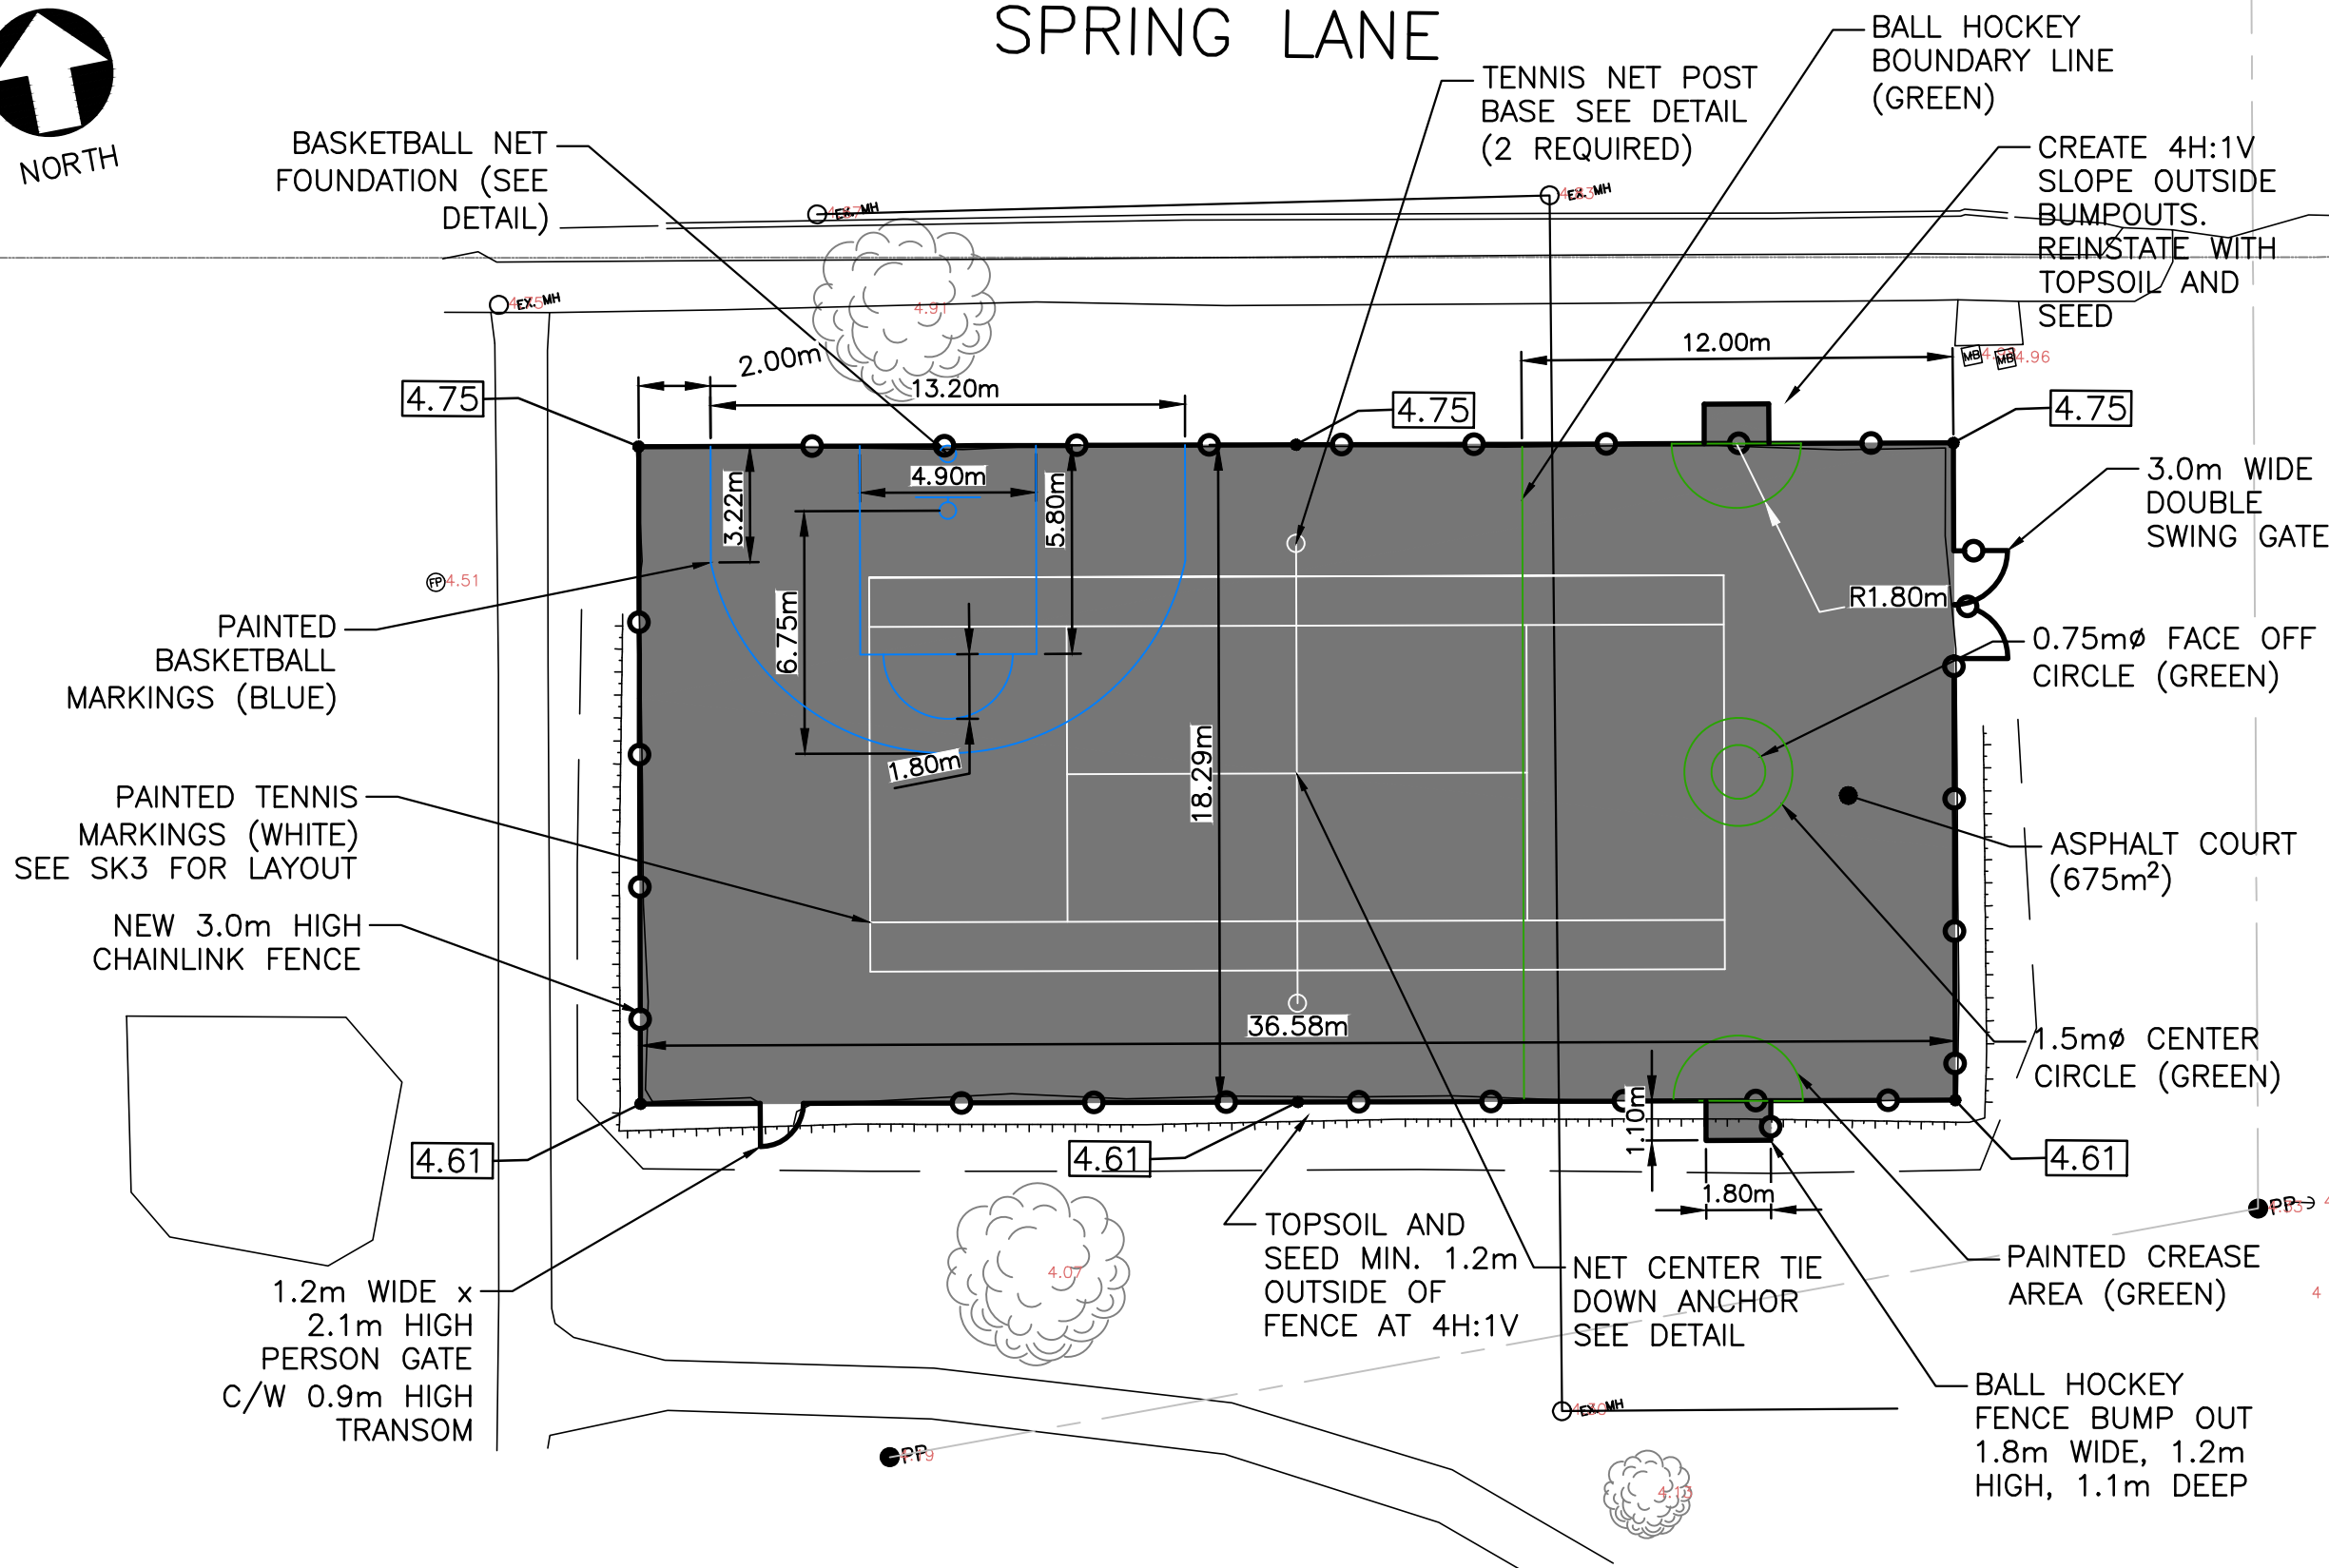 SPRING LANE
NORTH
BASKETBALL NET
FOUNDATION (SEE
DETAIL)
TENNIS NET POST
BASE SEE DETAIL
(2 REQUIRED)
BALL HOCKEY
BOUNDARY LINE
(GREEN)
CREATE 4H:1V
SLOPE OUTSIDE
BUMPOUTS.
REINSTATE WITH
TOPSOIL AND
SEED
EX. MH
EX. MH
EX. MH
4.91
2.00m
13.20m
12.00m
MB
MB 4.96
4.75
4.75
4.75
3.22m
4.90m
5.80m
6.75m
1.80m
18.29m
36.58m
R1.80m
3.0m WIDE
DOUBLE
SWING GATE
FP 4.51
PAINTED
BASKETBALL
MARKINGS (BLUE)
0.75mø FACE OFF
CIRCLE (GREEN)
PAINTED TENNIS
MARKINGS (WHITE)
SEE SK3 FOR LAYOUT
ASPHALT COURT
(675m²)
NEW 3.0m HIGH
CHAINLINK FENCE
1.5mø CENTER
CIRCLE (GREEN)
1.10m
1.80m
4.61
4.61
4.61
PP
4.07
TOPSOIL AND
SEED MIN. 1.2m
OUTSIDE OF
FENCE AT 4H:1V
NET CENTER TIE
DOWN ANCHOR
SEE DETAIL
PAINTED CREASE
AREA (GREEN)
1.2m WIDE x
2.1m HIGH
PERSON GATE
C/W 0.9m HIGH
TRANSOM
BALL HOCKEY
FENCE BUMP OUT
1.8m WIDE, 1.2m
HIGH, 1.1m DEEP
EX. MH
PP
4.13